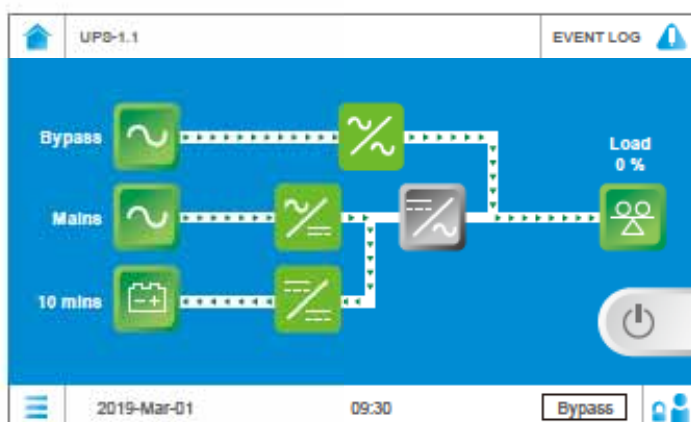 UPS-1.1
EVENT LOG
Bypass
Load
0 %
Mains
10 mins
2019-Mar-01
09:30
Bypass